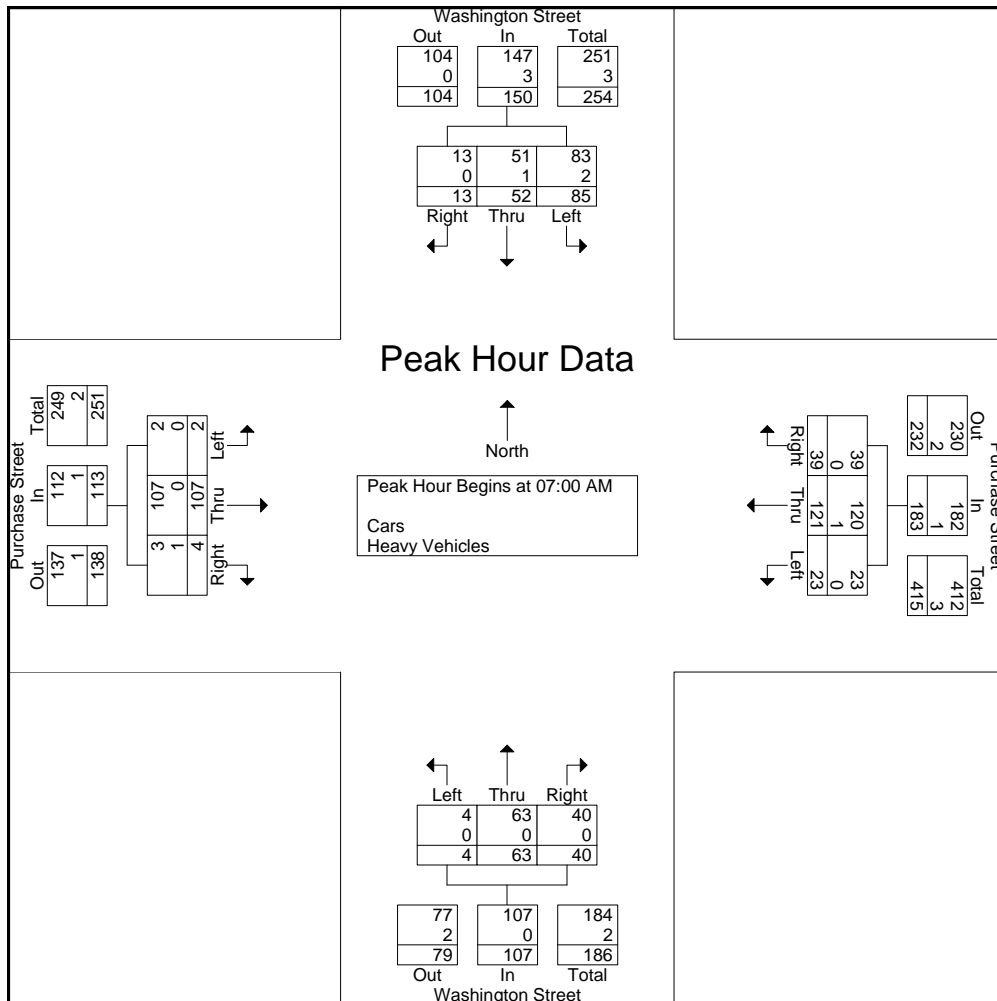 Washington Street
Out In Total
104 147 251
0 3 3
104 150 254
13 51 83
0 1 2
13 52 85
Right Thru Left
Peak Hour Data
North
Peak Hour Begins at 07:00 AM
Cars
Heavy Vehicles
Purchase Street
Total In Out
249 112 137
2 1 1
251 113 138
2 107 3
0 0 1
2 107 4
Left Thru Right
Purchase Street
Out In Total
230 182 412
2 1 3
232 183 415
39 120 23
0 1 0
39 121 23
Right Thru Left
Left Thru Right
4 63 40
0 0 0
4 63 40
77 107 184
2 0 2
79 107 186
Out In Total
Washington Street